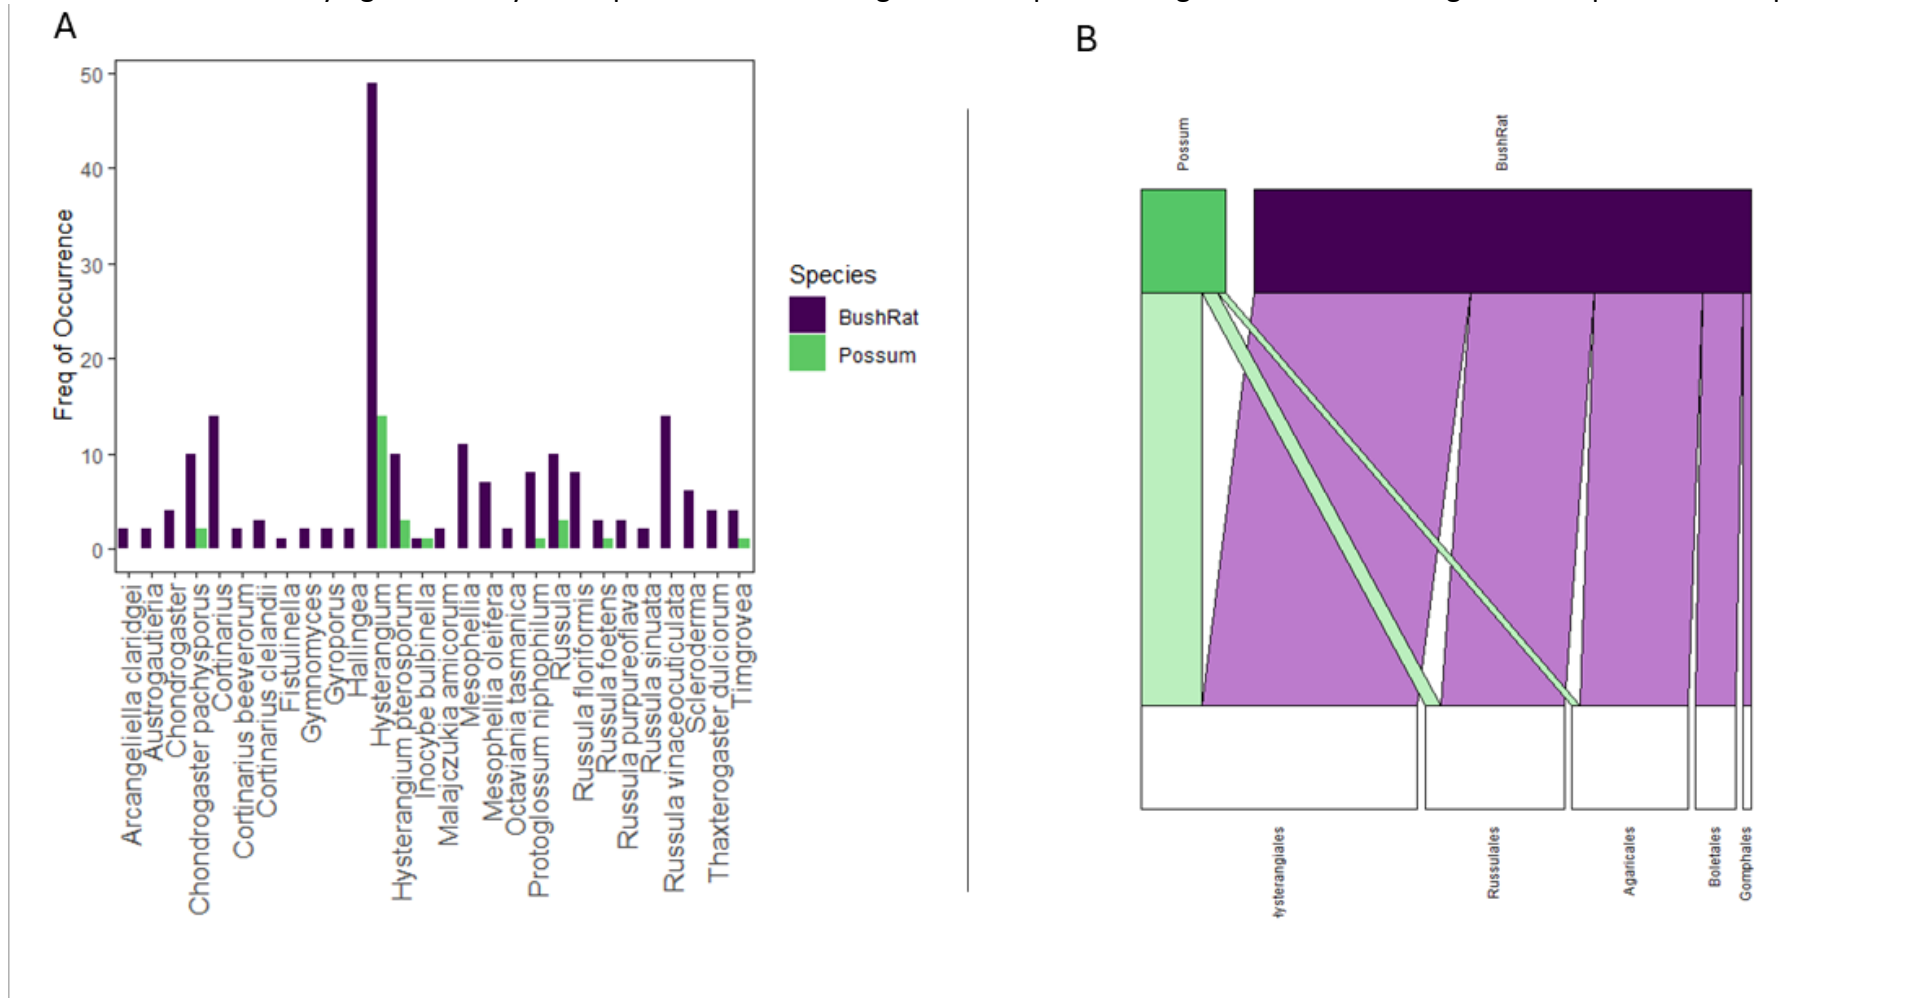 A
B
50
40
30
20
10
0
Freq of Occurrence
Species
BushRat
Possum
Arcangeliella claridgei
Austrogautieria
Chondrogaster
Chondrogaster pachysporus
Cortinarius
Cortinarius beeverorum
Cortinarius clelandii
Fistulinella
Gymnomyces
Gyroporus
Hallingea
Hysterangium
Hysterangium pterosporum
Inocybe bulbinella
Malajczukia amicorum
Mesophellia
Mesophellia oleifera
Octaviania tasmanica
Protoglossum niphophilum
Russula
Russula floriformis
Russula foetens
Russula purpureoflava
Russula sinuata
Russula vinaceocuticulata
Scleroderma
Thaxterogaster dulciorum
Timgrovea
Possum
BushRat
lysterangiales
Russulales
Agaricales
Boletales
Gomphales